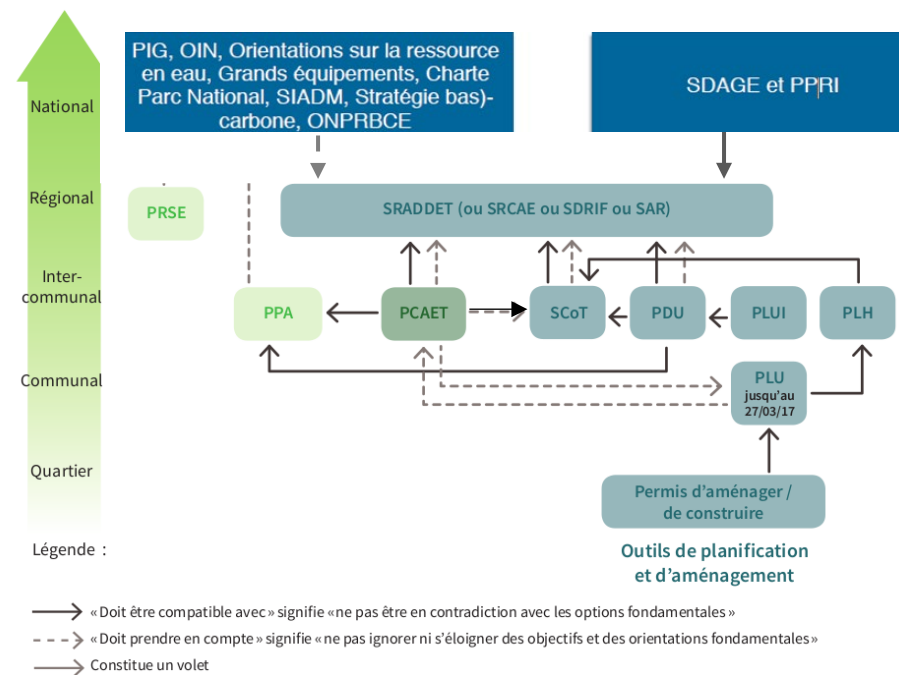 PIG, OIN, Orientations sur la ressource
en eau, Grands équipements, Charte
Parc National, SIADM, Stratégie bas)-
carbone, ONPRBCE
SDAGE et PPRI
National
Régional
PRSE
SRADDET (ou SRCAE ou SDRIF ou SAR)
Inter-
communal
PPA
PCAET
SCoT
PDU
PLUI
PLH
Communal
PLU
jusqu’au
27/03/17
Quartier
Permis d’aménager /
de construire
Légende :
Outils de planification
et d’aménagement
« Doit être compatible avec » signifie « ne pas être en contradiction avec les options fondamentales »
« Doit prendre en compte » signifie « ne pas ignorer ni s’éloigner des objectifs et des orientations fondamentales »
Constitue un volet